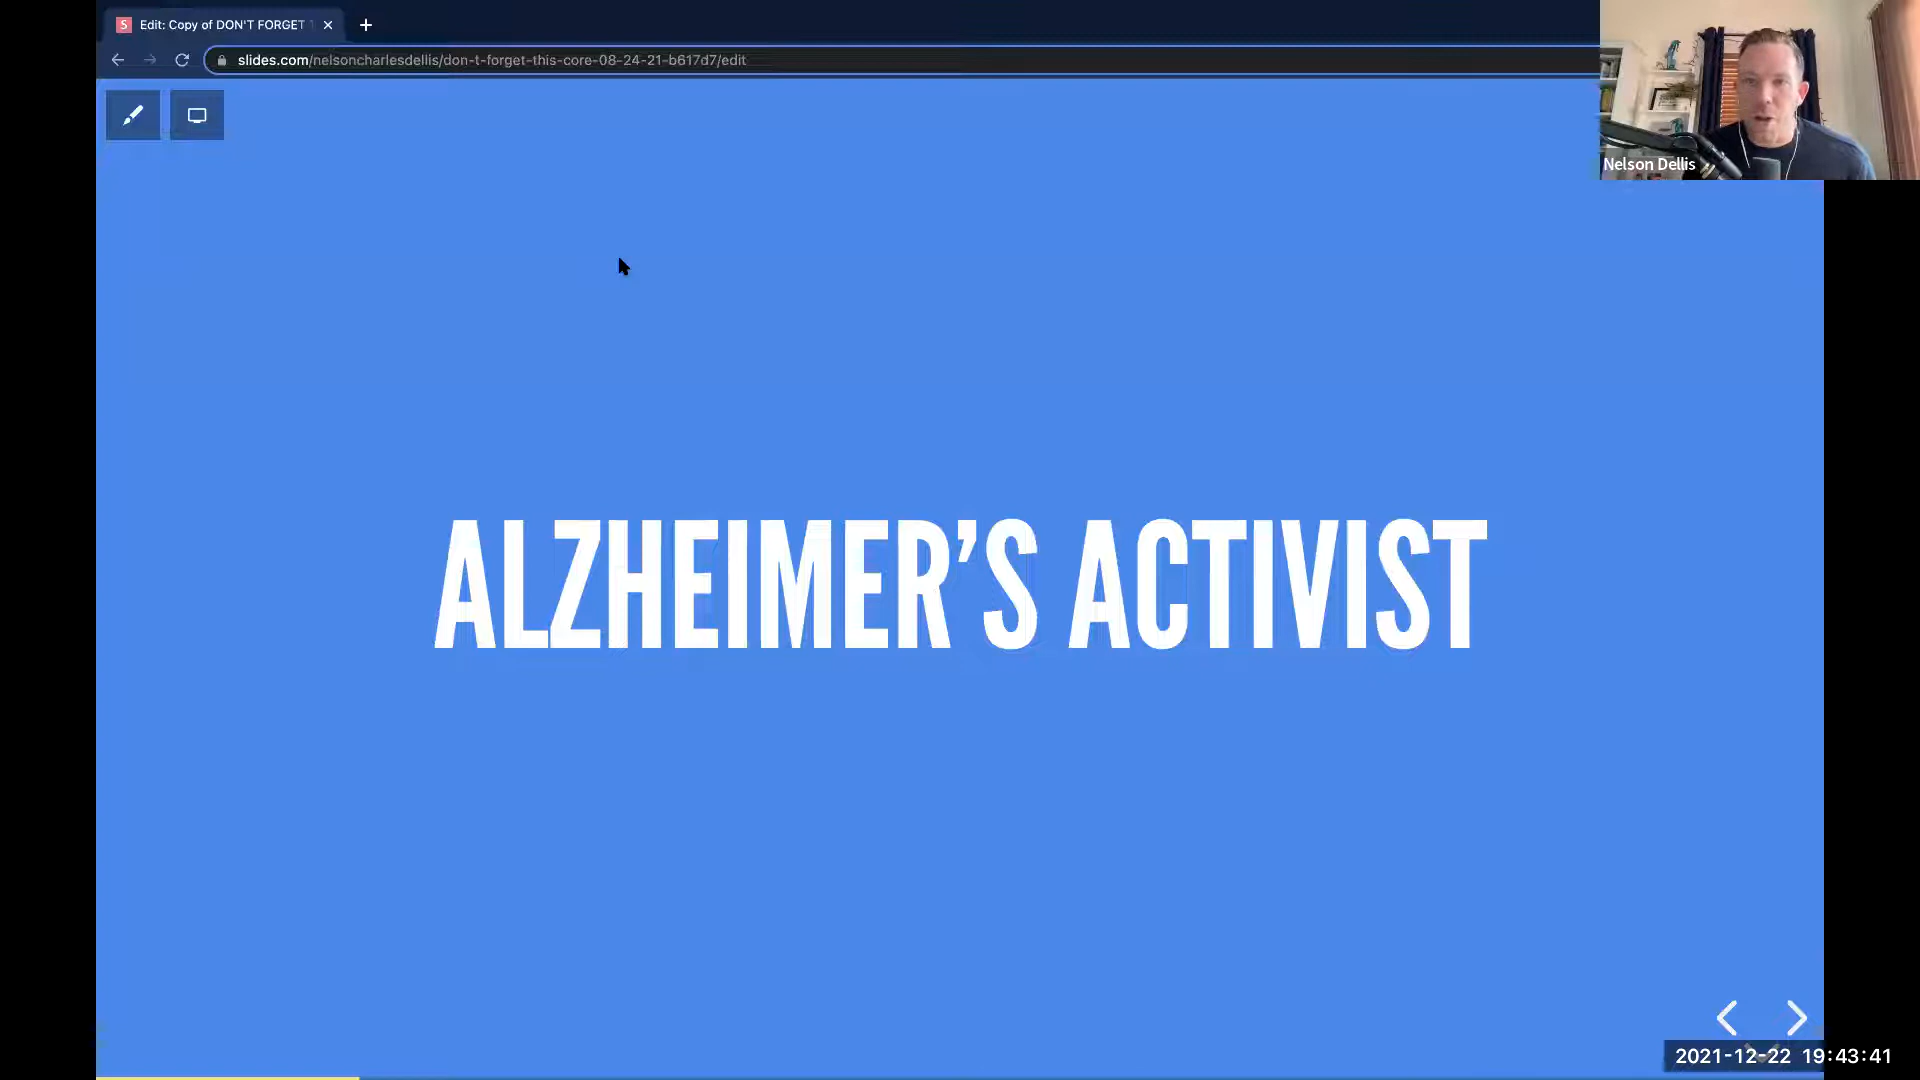 S Edit: Copy of DON'T FORGET
slides.com/nelsoncharlesdellis/don-t-forget-this-core-08-24-21-b617d7/edit
Nelson Dellis
ALZHEIMER’S ACTIVIST
2021-12-22 19:43:41